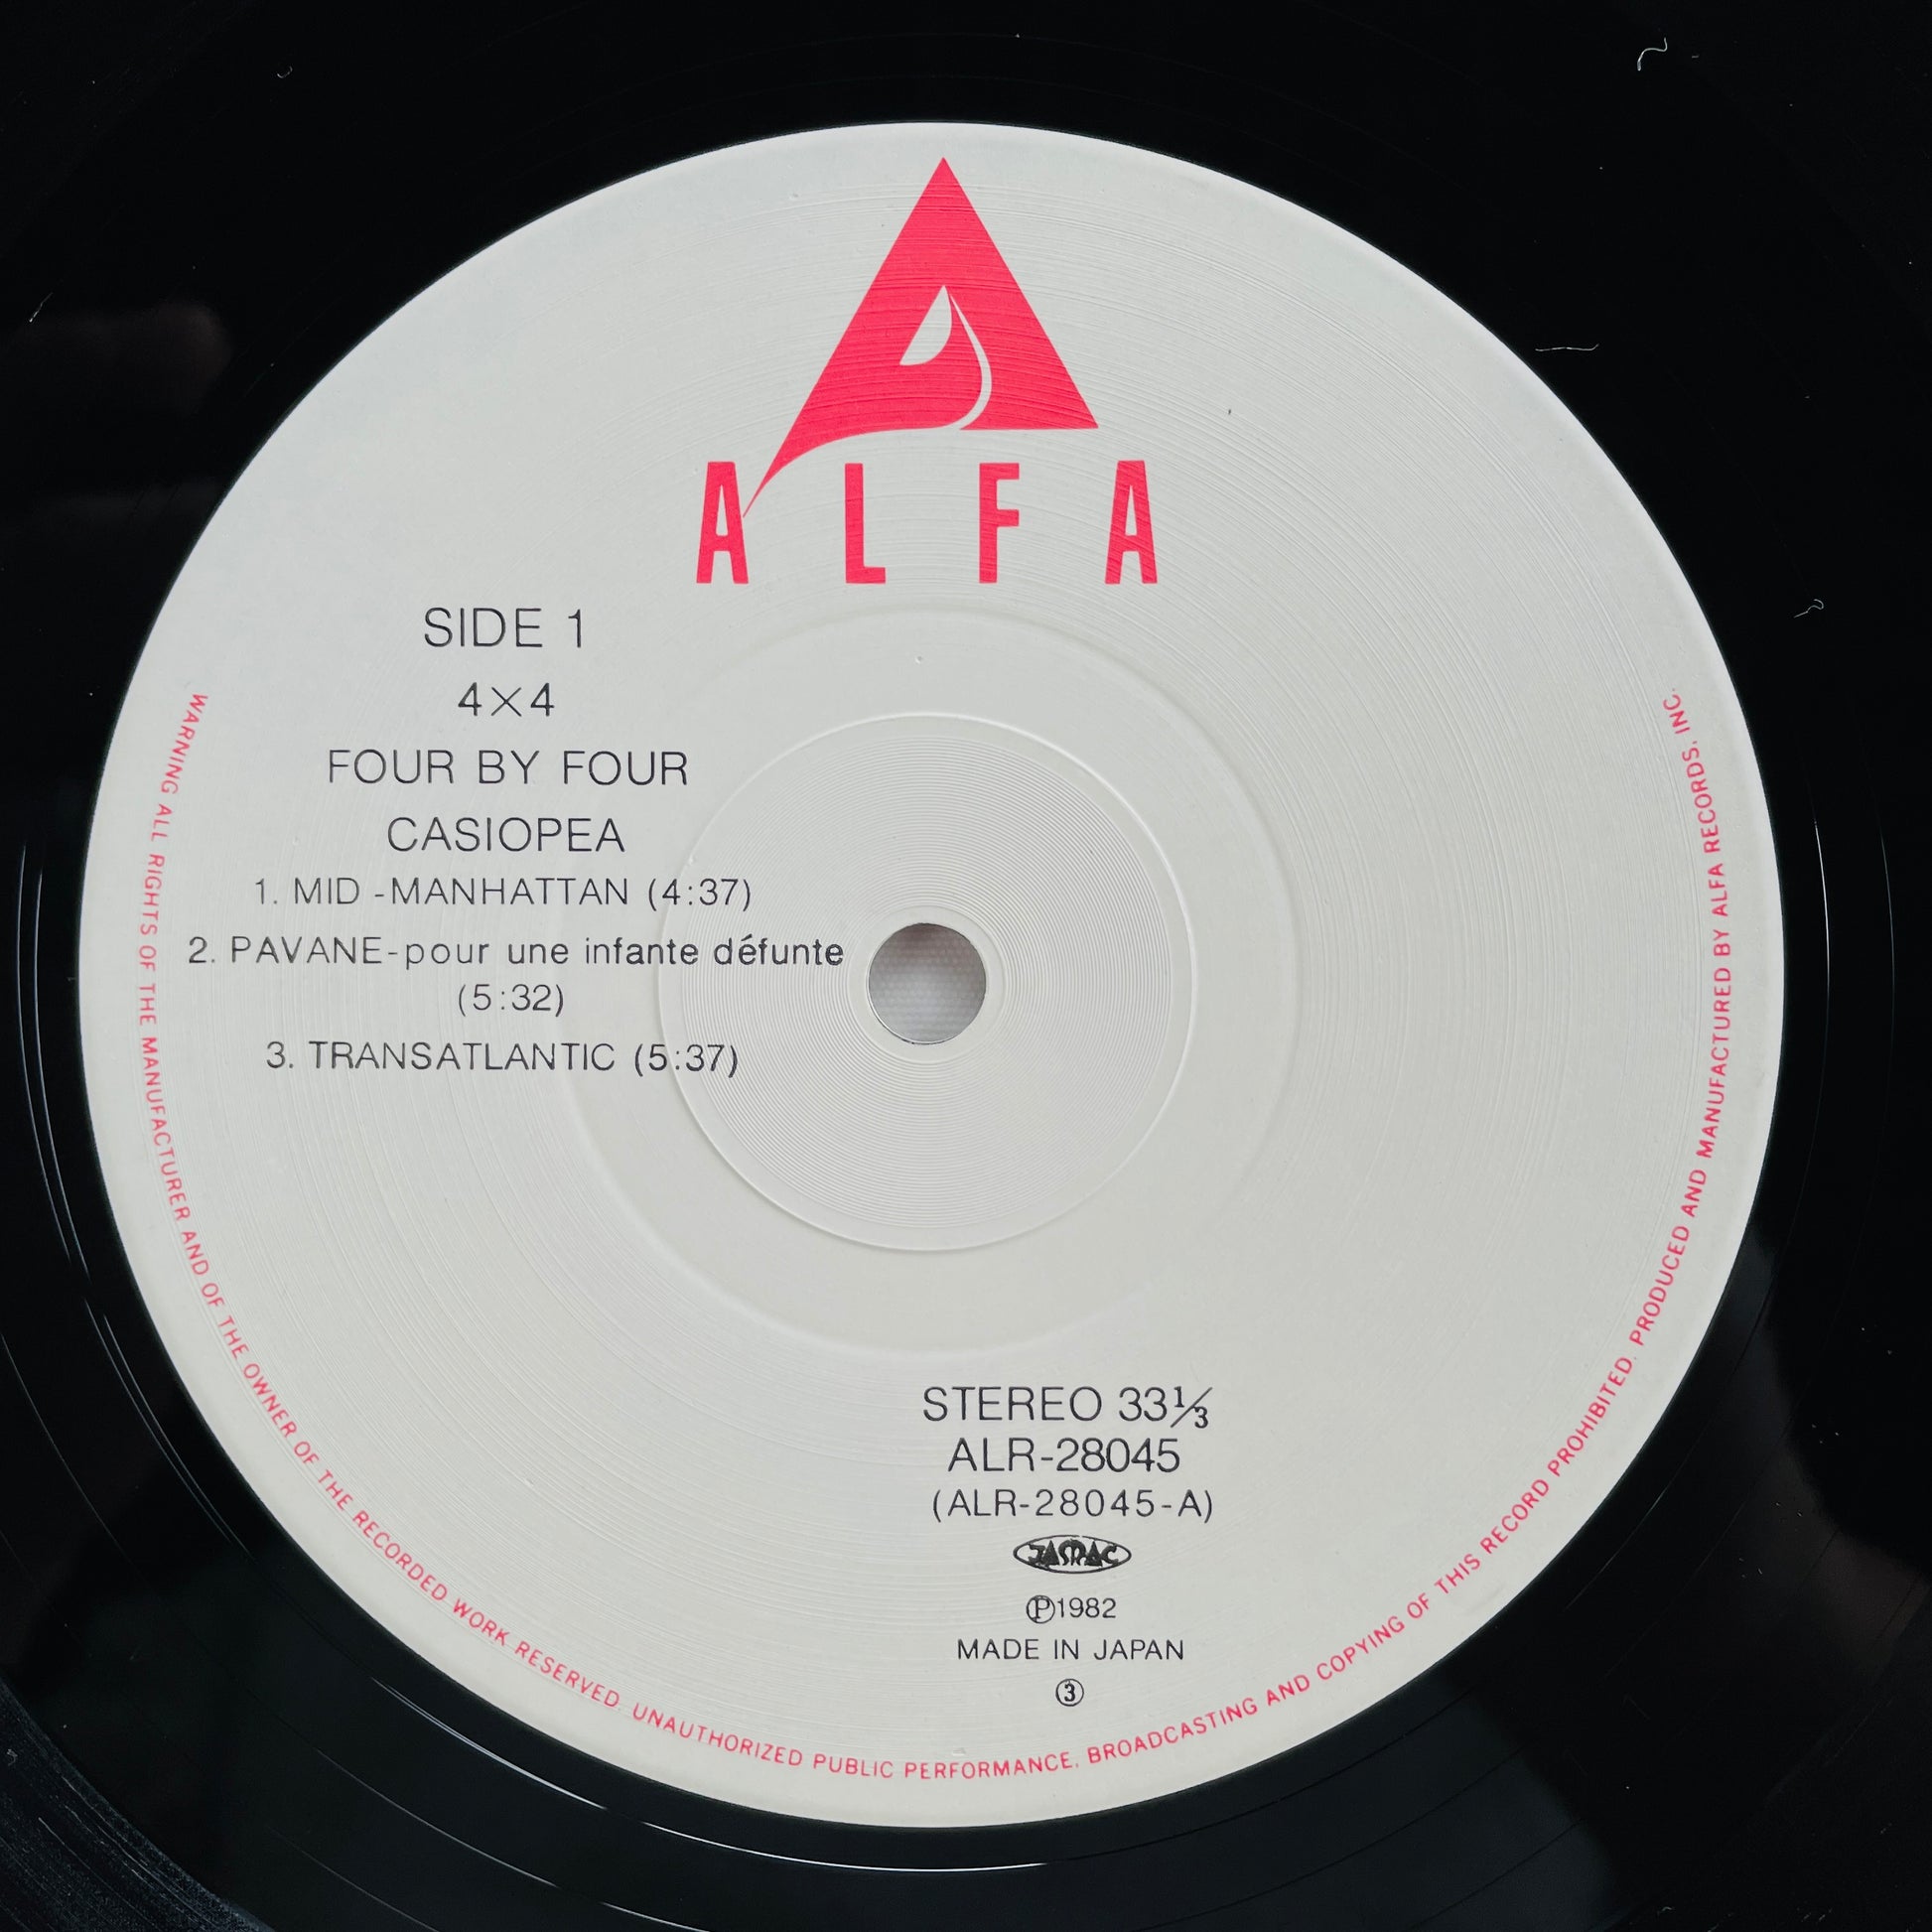 ALFA
SIDE 1
4×4
FOUR BY FOUR
CASIOPEA
1. MID -MANHATTAN (4:37)
2. PAVANE-pour une infante défunte
(5:32)
3. TRANSATLANTIC (5:37)
STEREO 33⅓
ALR-28045
(ALR-28045-A)
JASRAC
Ⓟ1982
MADE IN JAPAN
③
WARNING ALL RIGHTS OF THE MANUFACTURER AND OF THE OWNER OF THE RECORDED WORK RESERVED. UNAUTHORIZED PUBLIC PERFORMANCE, BROADCASTING AND COPYING OF THIS RECORD PROHIBITED. PRODUCED AND MANUFACTURED BY ALFA RECORDS, INC.